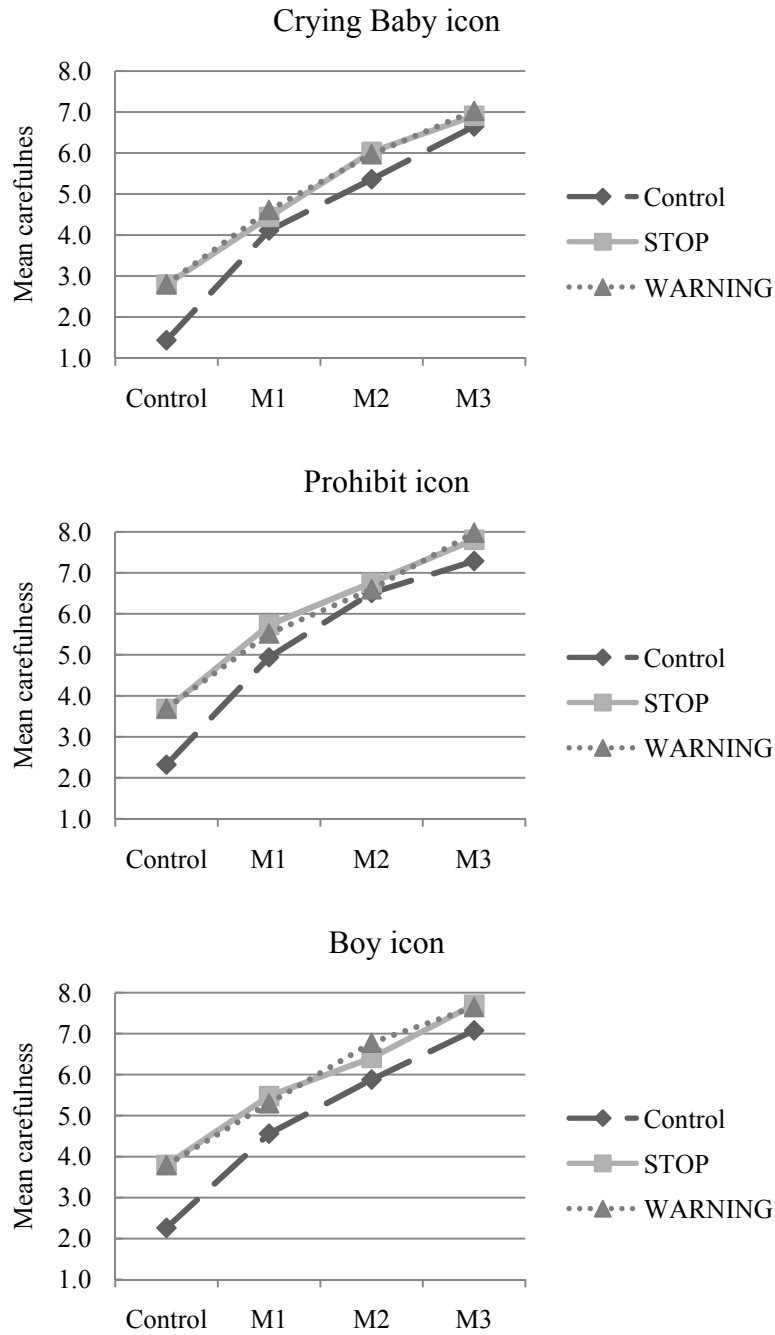 Crying Baby icon
8.0
7.0
6.0
5.0
4.0
3.0
2.0
1.0
Mean carefulnes
Control M1 M2 M3
Control
STOP
WARNING
Prohibit icon
8.0
7.0
6.0
5.0
4.0
3.0
2.0
1.0
Mean carefulness
Control M1 M2 M3
Control
STOP
WARNING
Boy icon
8.0
7.0
6.0
5.0
4.0
3.0
2.0
1.0
Mean carefulness
Control M1 M2 M3
Control
STOP
WARNING